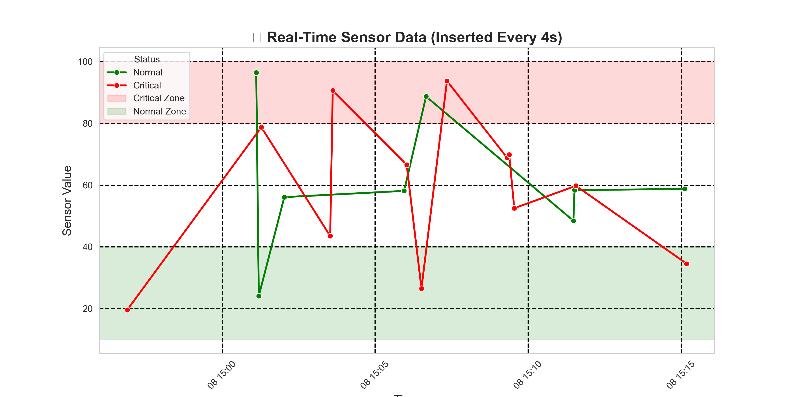 Real-Time Sensor Data (Inserted Every 4s)
Status
Normal
Critical
Critical Zone
Normal Zone
Sensor Value
100
80
60
40
20
08 15:00
08 15:05
08 15:10
08 15:15